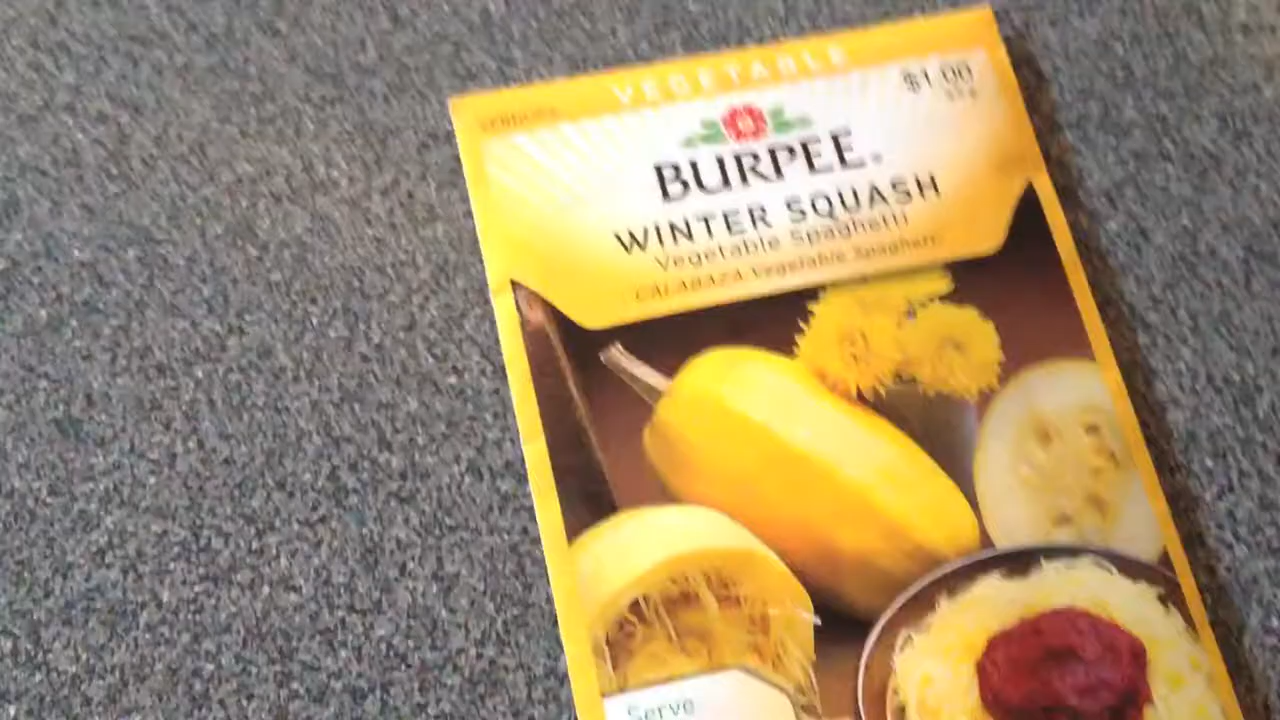 VEGETABLE
VERDURA
$1.00
BURPEE®
WINTER SQUASH
Vegetable Spaghetti
CALABAZA Vegetable Spaghetti
Serve